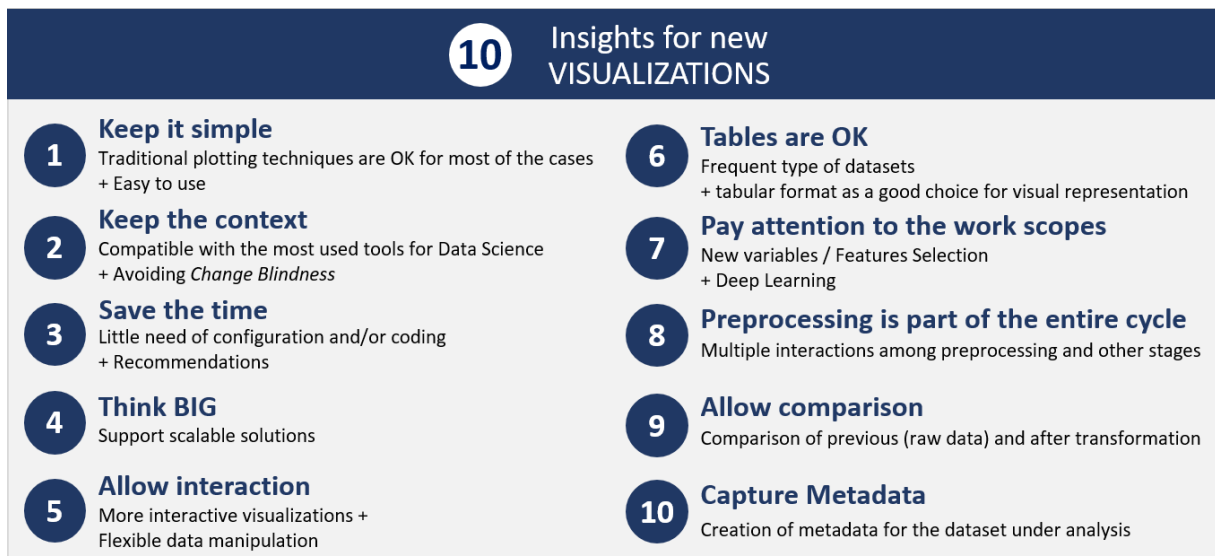 10
Insights for new
VISUALIZATIONS
1
Keep it simple
Traditional plotting techniques are OK for most of the cases
+ Easy to use
2
Keep the context
Compatible with the most used tools for Data Science
+ Avoiding Change Blindness
3
Save the time
Little need of configuration and/or coding
+ Recommendations
4
Think BIG
Support scalable solutions
5
Allow interaction
More interactive visualizations +
Flexible data manipulation
6
Tables are OK
Frequent type of datasets
+ tabular format as a good choice for visual representation
7
Pay attention to the work scopes
New variables / Features Selection
+ Deep Learning
8
Preprocessing is part of the entire cycle
Multiple interactions among preprocessing and other stages
9
Allow comparison
Comparison of previous (raw data) and after transformation
10
Capture Metadata
Creation of metadata for the dataset under analysis